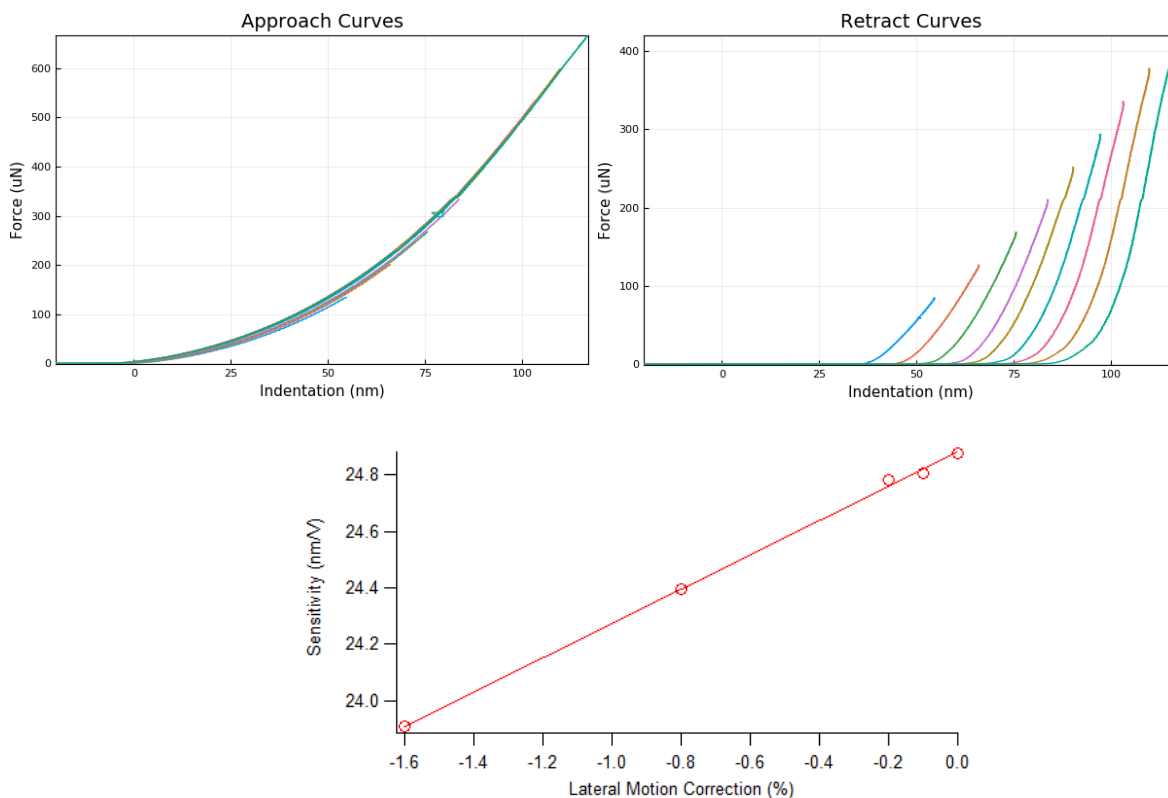 Approach Curves
Force (uN)
600
500
400
300
200
100
0
0 25 50 75 100
Indentation (nm)
Retract Curves
Force (uN)
400
300
200
100
0
0 25 50 75 100
Indentation (nm)
Sensitivity (nm/V)
24.8
24.6
24.4
24.2
24.0
-1.6 -1.4 -1.2 -1.0 -0.8 -0.6 -0.4 -0.2 0.0
Lateral Motion Correction (%)